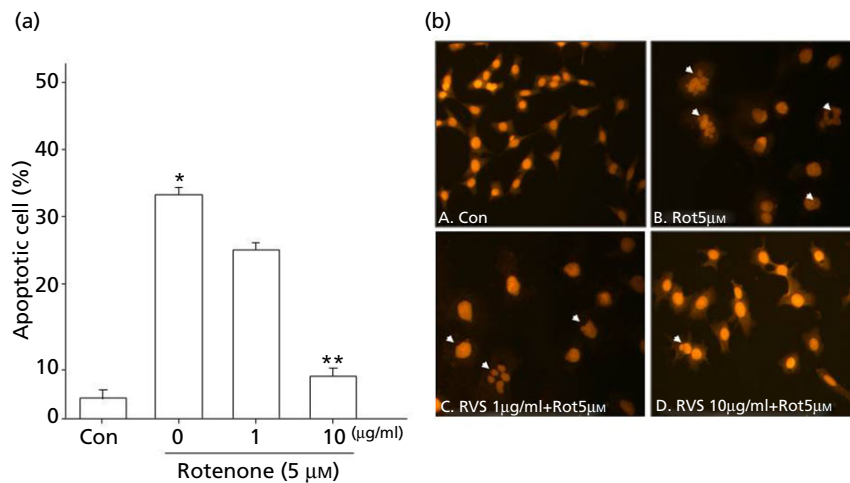 (a)
Apoptotic cell (%)
50
40
30
20
10
0
*
**
Con 0 1 10 (µg/ml)
Rotenone (5 µM)
(b)
A. Con
B. Rot5µM
C. RVS 1µg/ml+Rot5µM
D. RVS 10µg/ml+Rot5µM